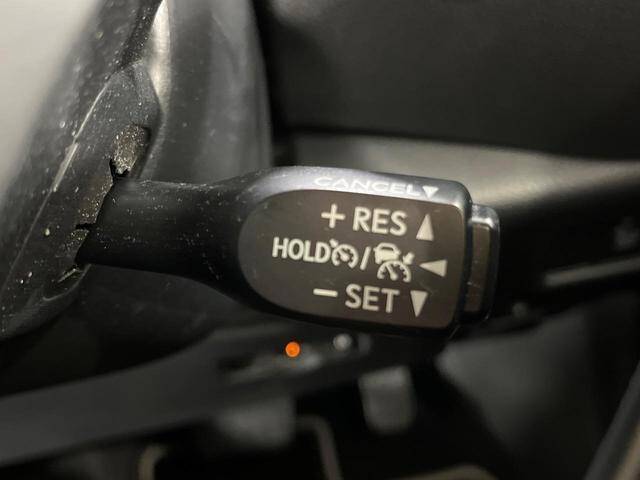 CANCEL▼
+ RES ▲
HOLD / ◀
− SET ▼